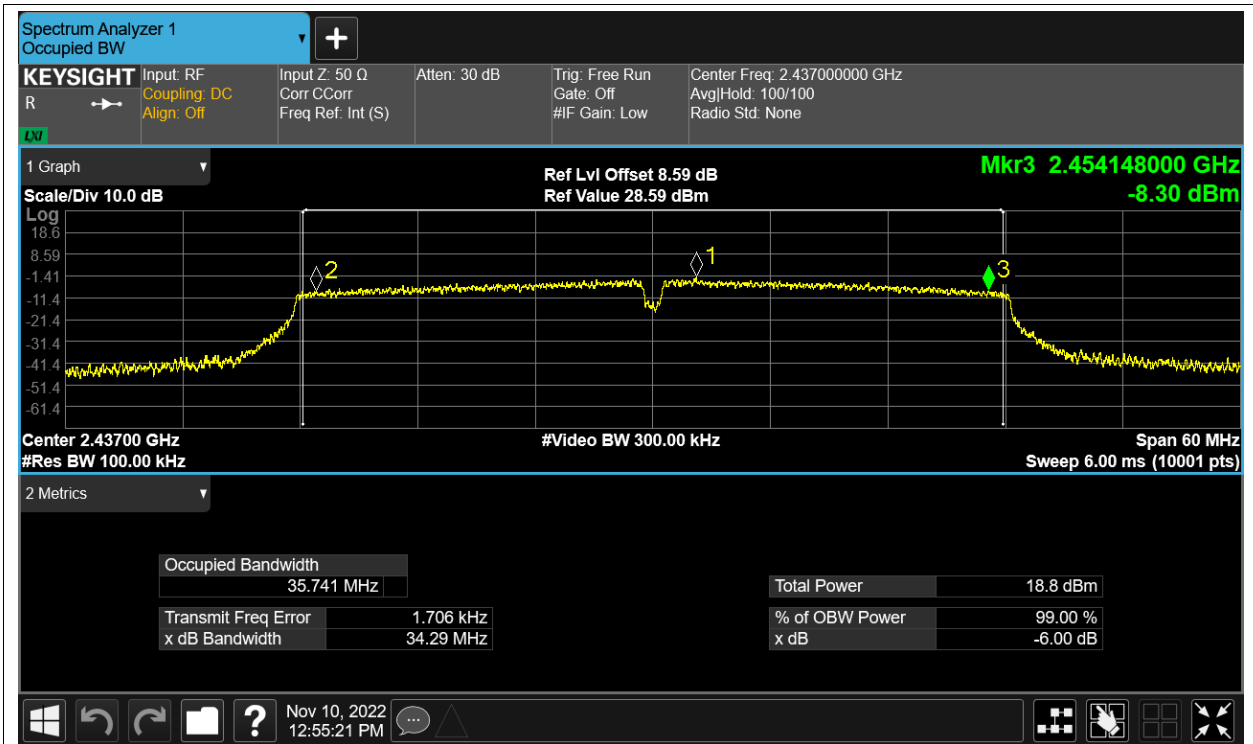 Spectrum Analyzer 1
Occupied BW
KEYSIGHT
R
LXI
Input: RF
Coupling: DC
Align: Off
Input Z: 50 Ω
Corr CCorr
Freq Ref: Int (S)
Atten: 30 dB
Trig: Free Run
Gate: Off
#IF Gain: Low
Center Freq: 2.437000000 GHz
Avg|Hold: 100/100
Radio Std: None
1 Graph
Scale/Div 10.0 dB
Ref Lvl Offset 8.59 dB
Ref Value 28.59 dBm
Mkr3 2.454148000 GHz
-8.30 dBm
Log
18.6
8.59
-1.41
-11.4
-21.4
-31.4
-41.4
-51.4
-61.4
2
1
3
Center 2.43700 GHz
#Res BW 100.00 kHz
#Video BW 300.00 kHz
Span 60 MHz
Sweep 6.00 ms (10001 pts)
2 Metrics
Occupied Bandwidth
35.741 MHz
Transmit Freq Error 1.706 kHz
x dB Bandwidth 34.29 MHz
Total Power 18.8 dBm
% of OBW Power 99.00 %
x dB -6.00 dB
?
Nov 10, 2022
12:55:21 PM